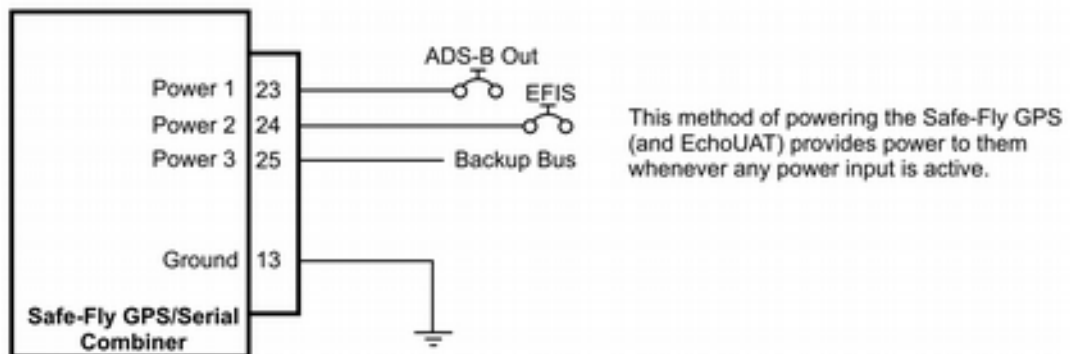 ADS-B Out
Power 1 23
EFIS
Power 2 24
Power 3 25 Backup Bus
This method of powering the Safe-Fly GPS
(and EchoUAT) provides power to them
whenever any power input is active.
Ground 13
Safe-Fly GPS/Serial
Combiner